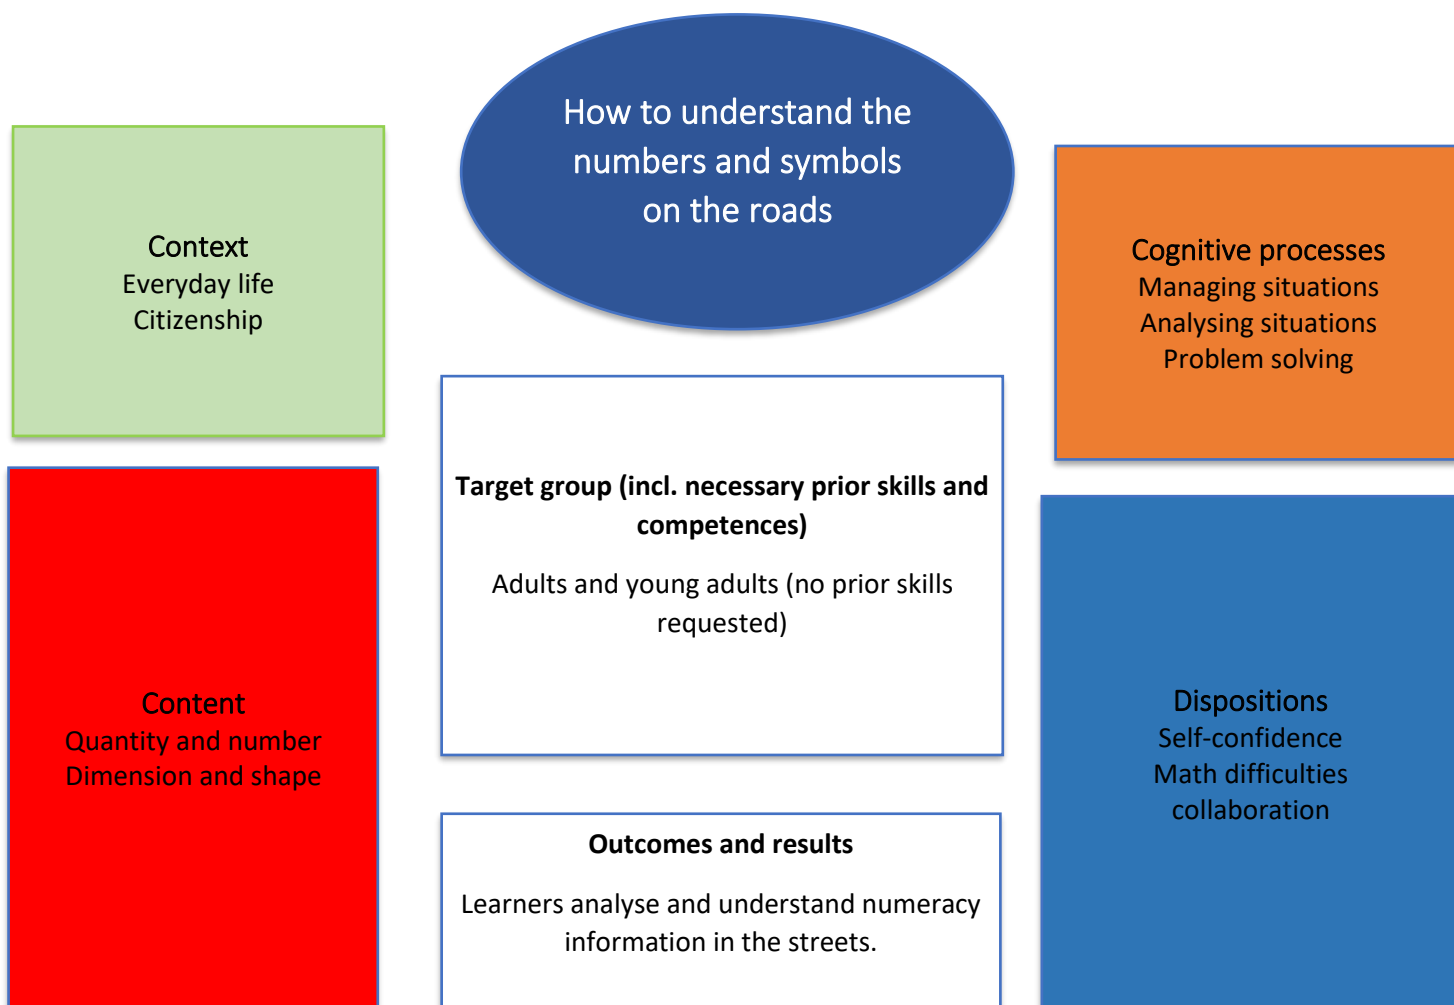 How to understand the
numbers and symbols
on the roads
Context
Everyday life
Citizenship
Cognitive processes
Managing situations
Analysing situations
Problem solving
Target group (incl. necessary prior skills and
competences)
Adults and young adults (no prior skills
requested)
Content
Quantity and number
Dimension and shape
Dispositions
Self-confidence
Math difficulties
collaboration
Outcomes and results
Learners analyse and understand numeracy
information in the streets.